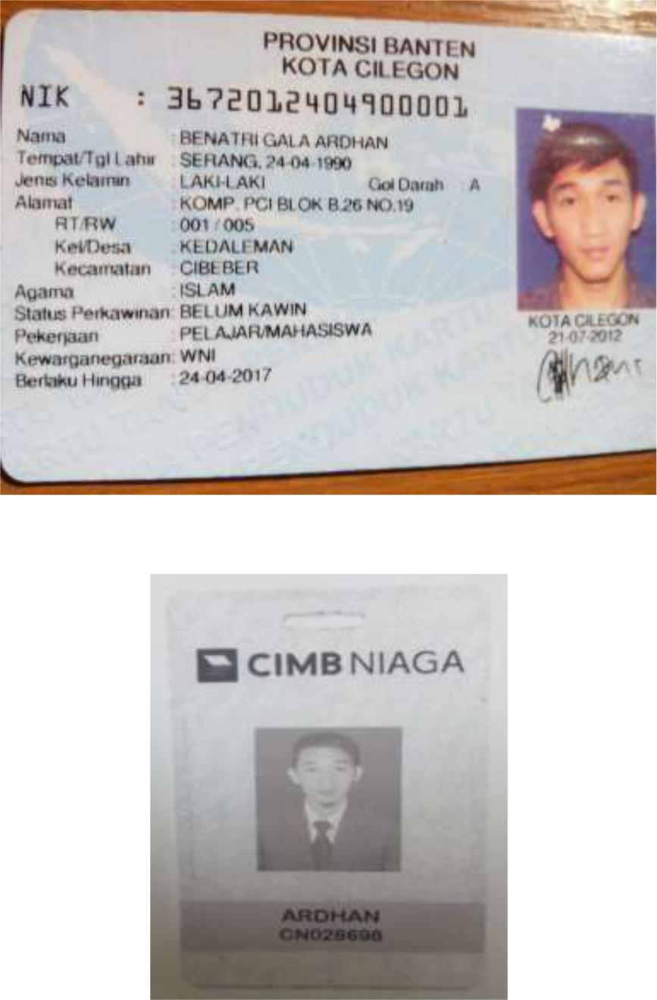 PROVINSI BANTEN
KOTA CILEGON
NIK : 3672012404900001
Nama : BENATRI GALA ARDHAN
Tempat/Tgl Lahir : SERANG, 24-04-1990
Jenis Kelamin : LAKI-LAKI Gol Darah : A
Alamat : KOMP. PCI BLOK B.26 NO.19
RT/RW : 001 / 005
Kel/Desa : KEDALEMAN
Kecamatan : CIBEBER
Agama : ISLAM
Status Perkawinan: BELUM KAWIN
Pekerjaan : PELAJAR/MAHASISWA
Kewarganegaraan: WNI
Berlaku Hingga : 24-04-2017
KOTA CILEGON
21-07-2012
CIMB NIAGA
ARDHAN